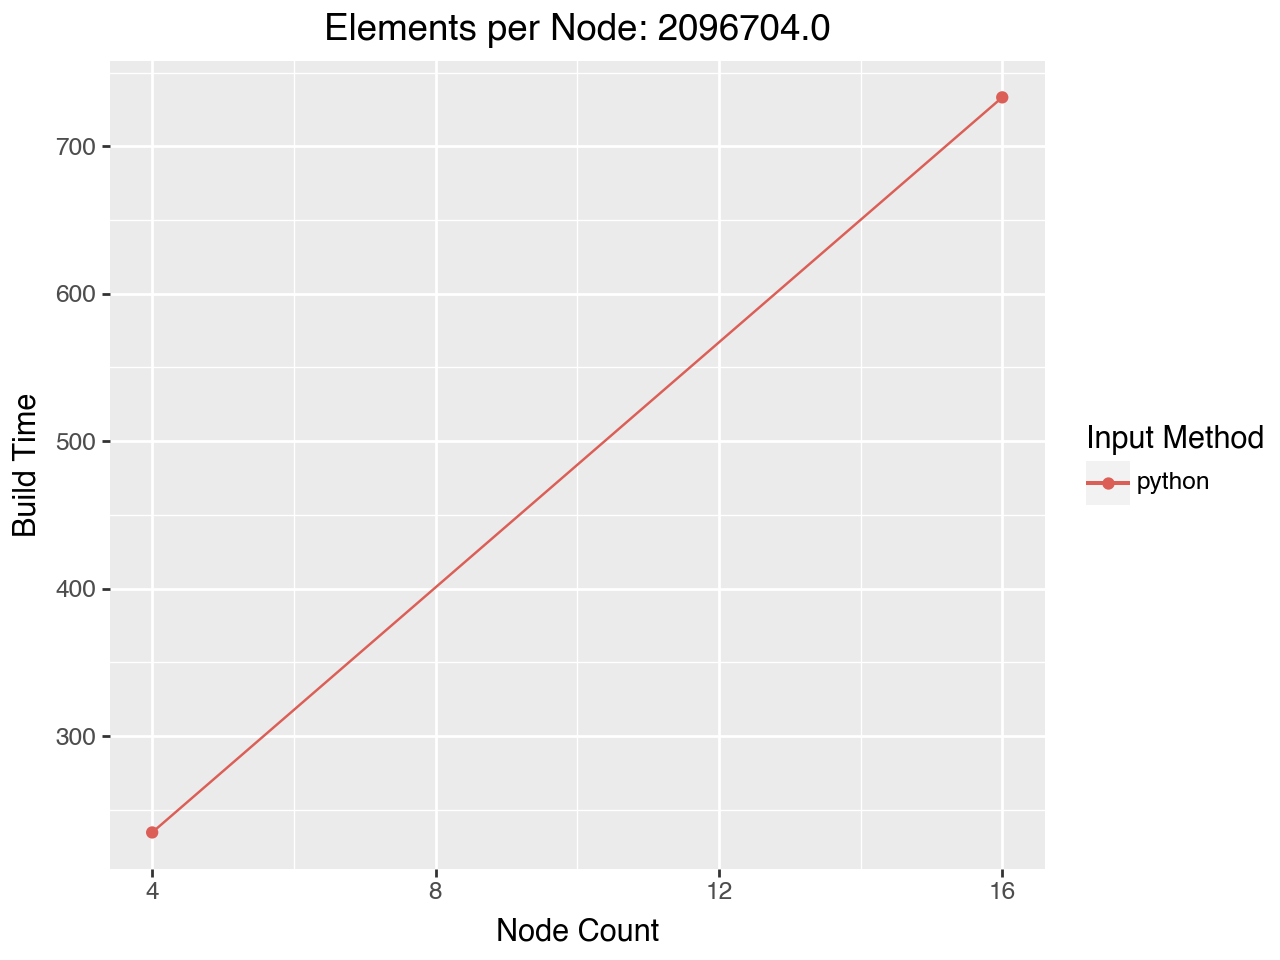 Elements per Node: 2096704.0
700
600
500
400
300
Build Time
4 8 12 16
Node Count
Input Method
python